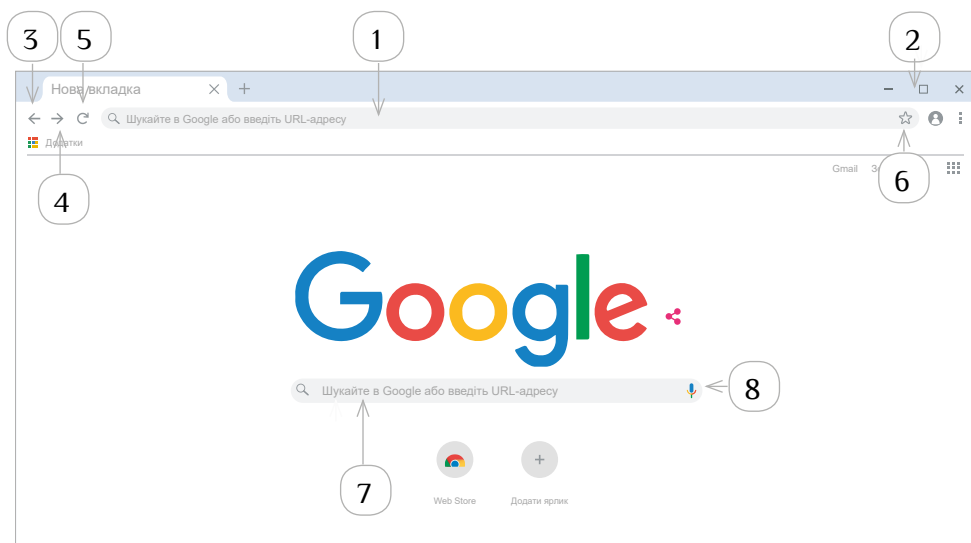 3 5 1 2
Нова вкладка
Шукайте в Google або введіть URL-адресу
Додатки
Gmail
4 6
Google
Шукайте в Google або введіть URL-адресу
8
7
Web Store Додати ярлик